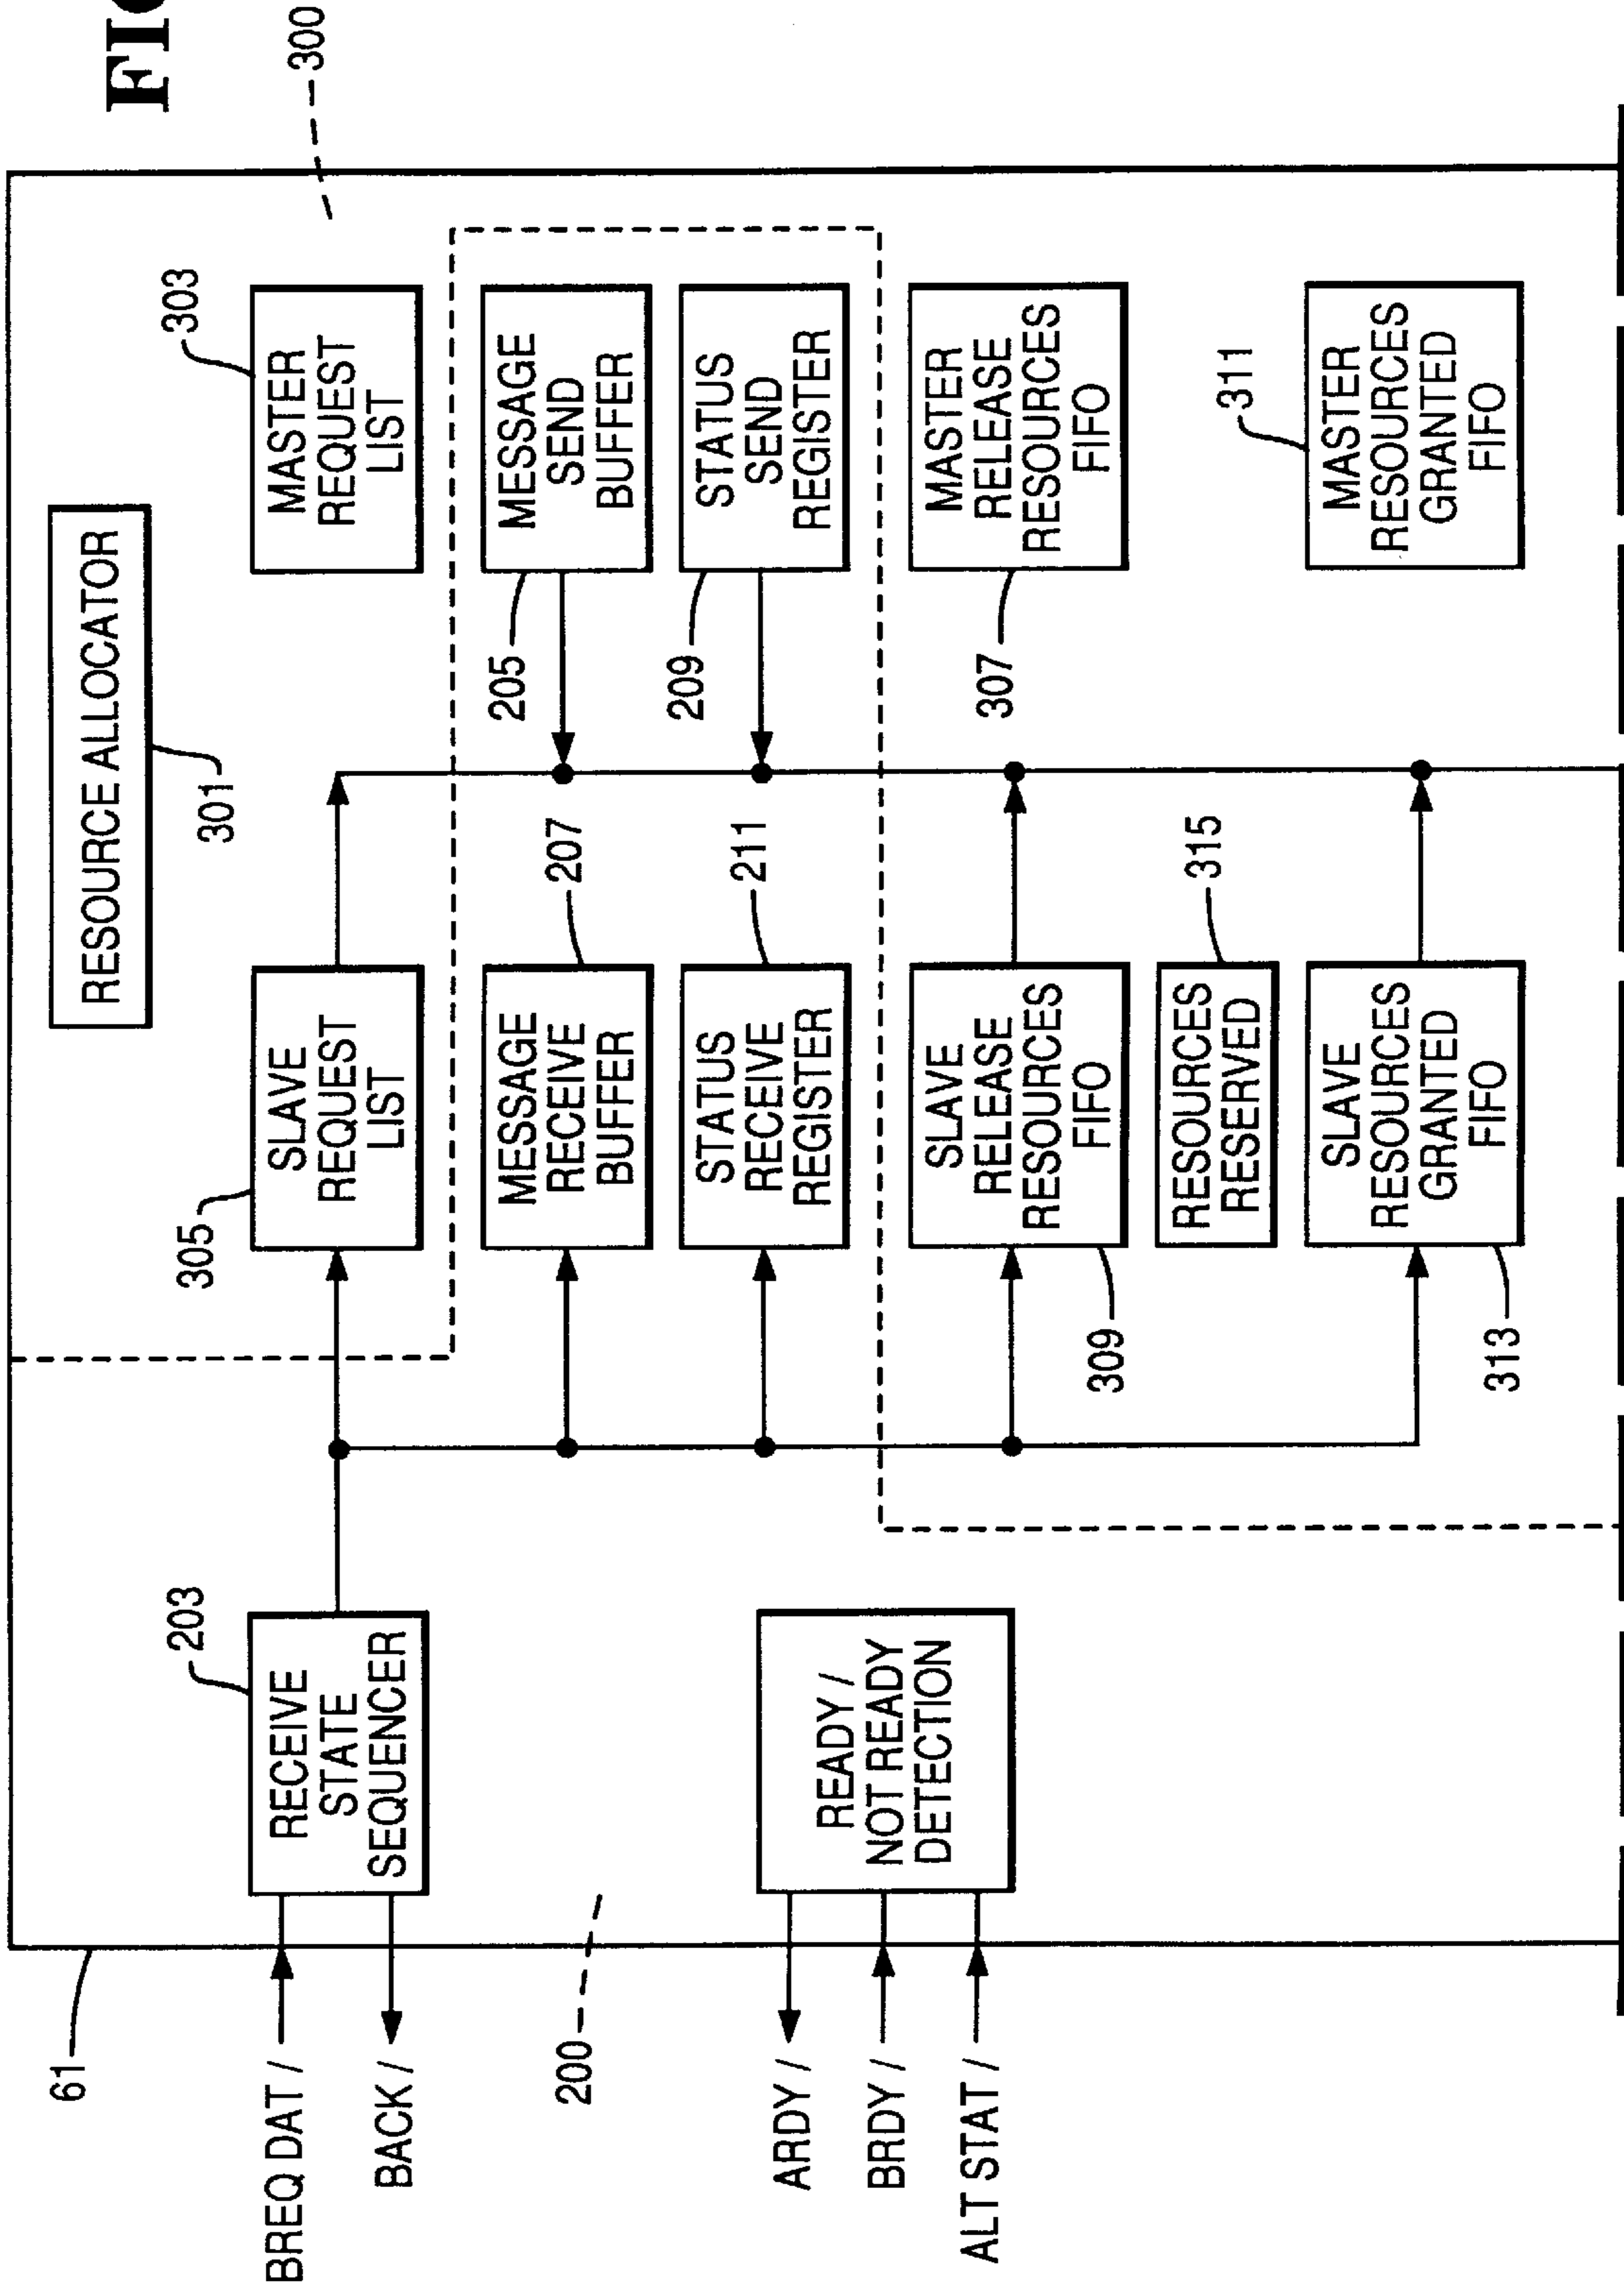 FIG
300
RESOURCE ALLOCATOR
301
303
MASTER
REQUEST
LIST
305
SLAVE
REQUEST
LIST
203
RECEIVE
STATE
SEQUENCER
61
BREQ DAT /
BACK /
MESSAGE
SEND
BUFFER
205
207
MESSAGE
RECEIVE
BUFFER
200
STATUS
SEND
REGISTER
209
211
STATUS
RECEIVE
REGISTER
READY /
NOT READY
DETECTION
ARDY /
BRDY /
ALT STAT /
MASTER
RELEASE
RESOURCES
FIFO
307
SLAVE
RELEASE
RESOURCES
FIFO
309
315
RESOURCES
RESERVED
311
MASTER
RESOURCES
GRANTED
FIFO
SLAVE
RESOURCES
GRANTED
FIFO
313